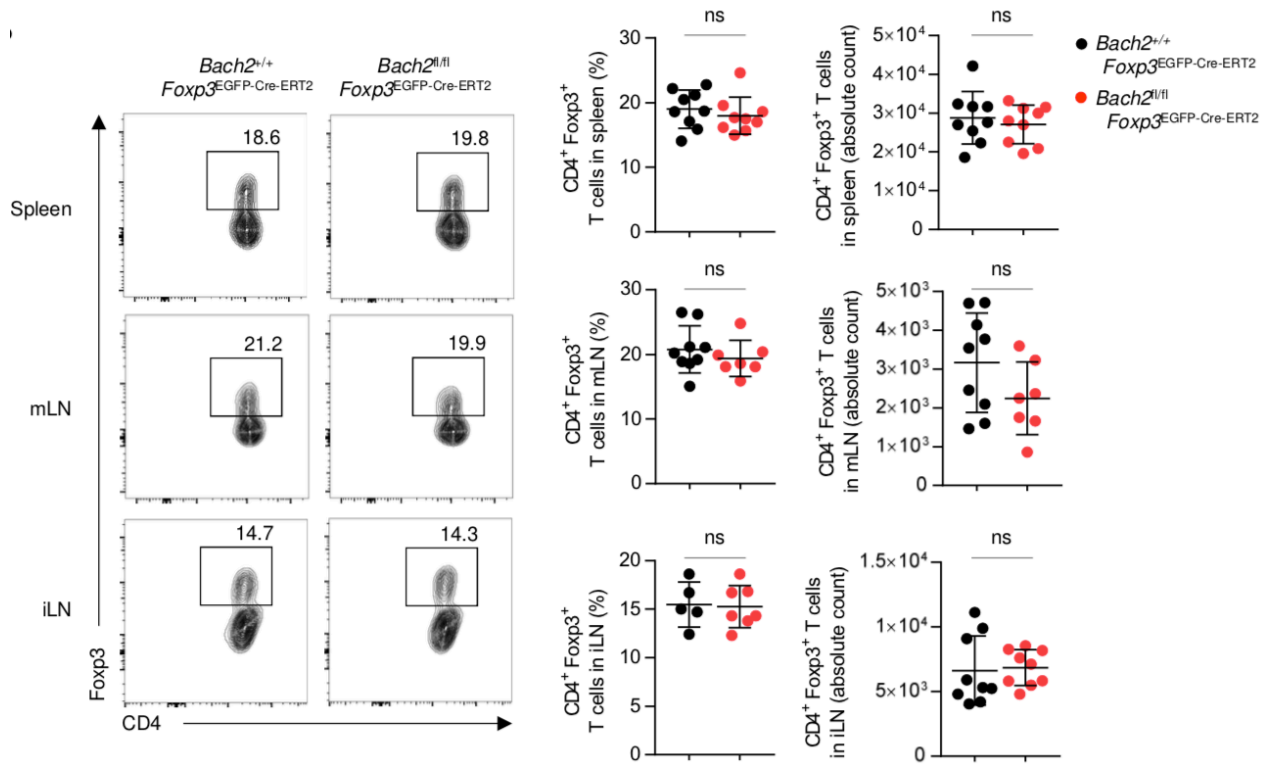 Bach2+/+
Foxp3EGFP-Cre-ERT2
Bach2fl/fl
Foxp3EGFP-Cre-ERT2
Spleen
18.6
19.8
mLN
21.2
19.9
iLN
14.7
14.3
Foxp3
CD4
ns
30
20
10
0
CD4+ Foxp3+
T cells in spleen (%)
ns
5×10⁴
4×10⁴
3×10⁴
2×10⁴
1×10⁴
0
CD4+ Foxp3+ T cells
in spleen (absolute count)
Bach2+/+
Foxp3EGFP-Cre-ERT2
Bach2fl/fl
Foxp3EGFP-Cre-ERT2
ns
30
20
10
0
CD4+ Foxp3+
T cells in mLN (%)
ns
5×10³
4×10³
3×10³
2×10³
1×10³
0
CD4+ Foxp3+ T cells
in mLN (absolute count)
ns
20
15
10
5
0
CD4+ Foxp3+
T cells in iLN (%)
ns
1.5×10⁴
1×10⁴
5×10³
0
CD4+ Foxp3+ T cells
in iLN (absolute count)